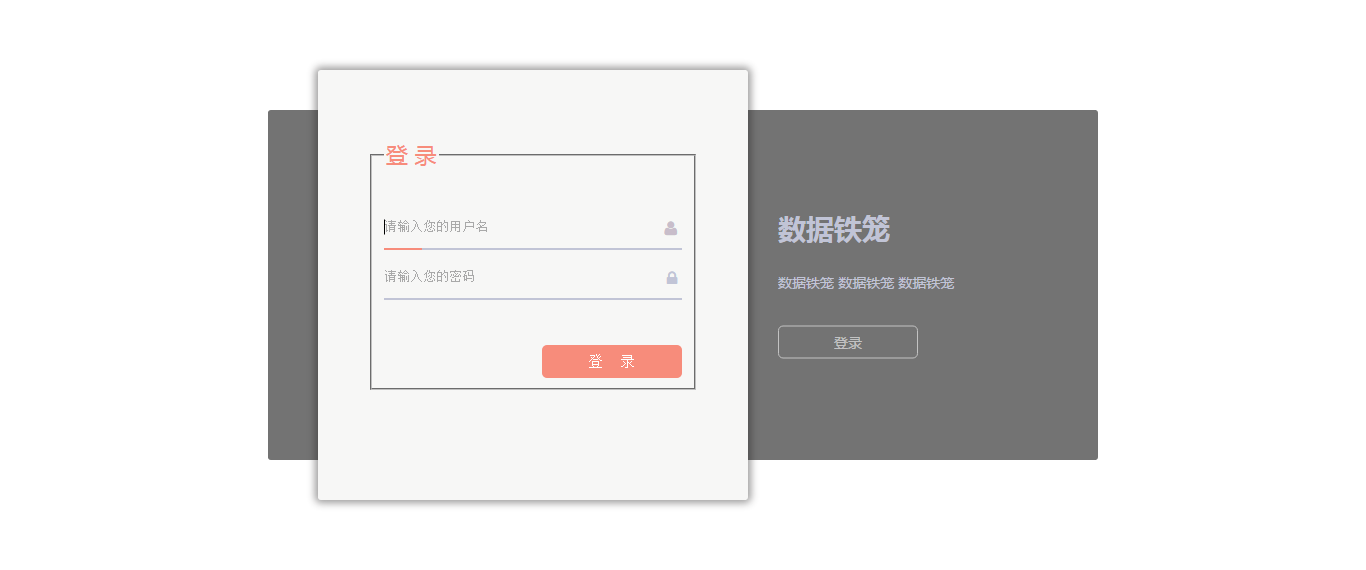 登 录
请输入您的用户名
请输入您的密码
登 录
数据铁笼
数据铁笼 数据铁笼 数据铁笼
登录